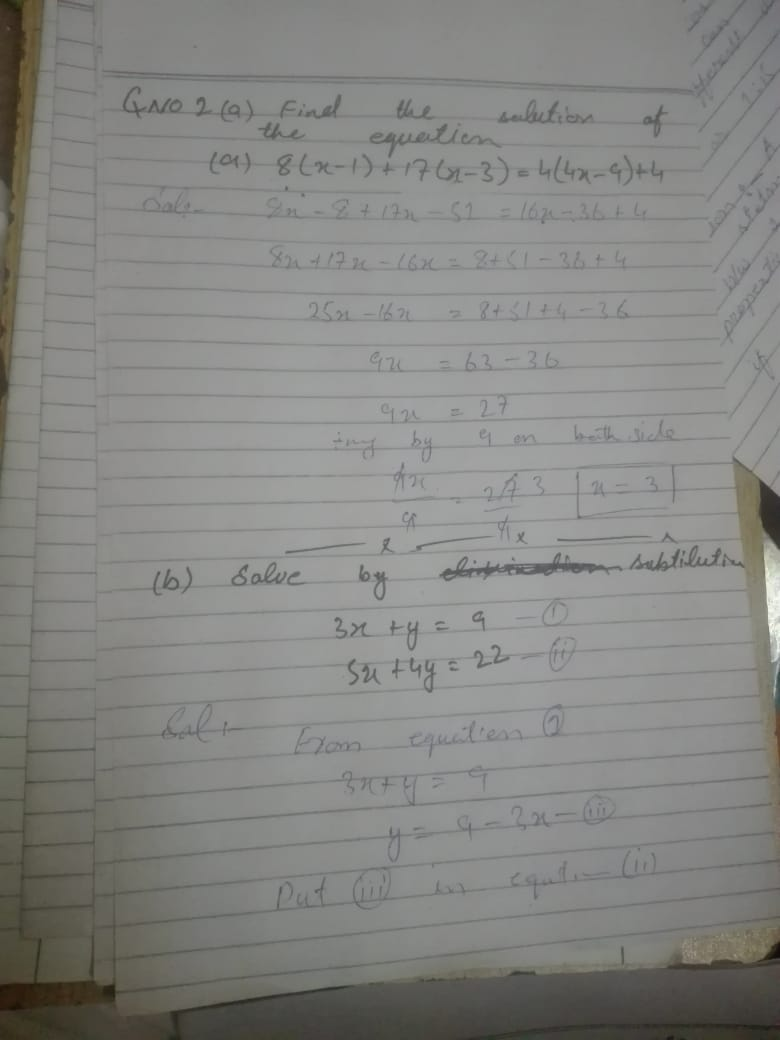 Q NO 2 (a) Find the solution of
the equation
(a) 8(x-1)+17(x-3)=4(4x-9)+4
Sol:- 8x-8+17x-51 =16x-36+4
8x+17x-16x = 8+51-36+4
25x-16x = 8+51+4-36
9x = 63-36
9x = 27
÷ing by 9 on both side
9x/9 = 27/9 3 x = 3
(b) Solve by substitution
3x+y = 9 - (i)
5x+4y = 22 - (ii)
Sol:-
From equation
3x+y = 9
y = 9-3x - (iii)
Put (iii) in (ii)